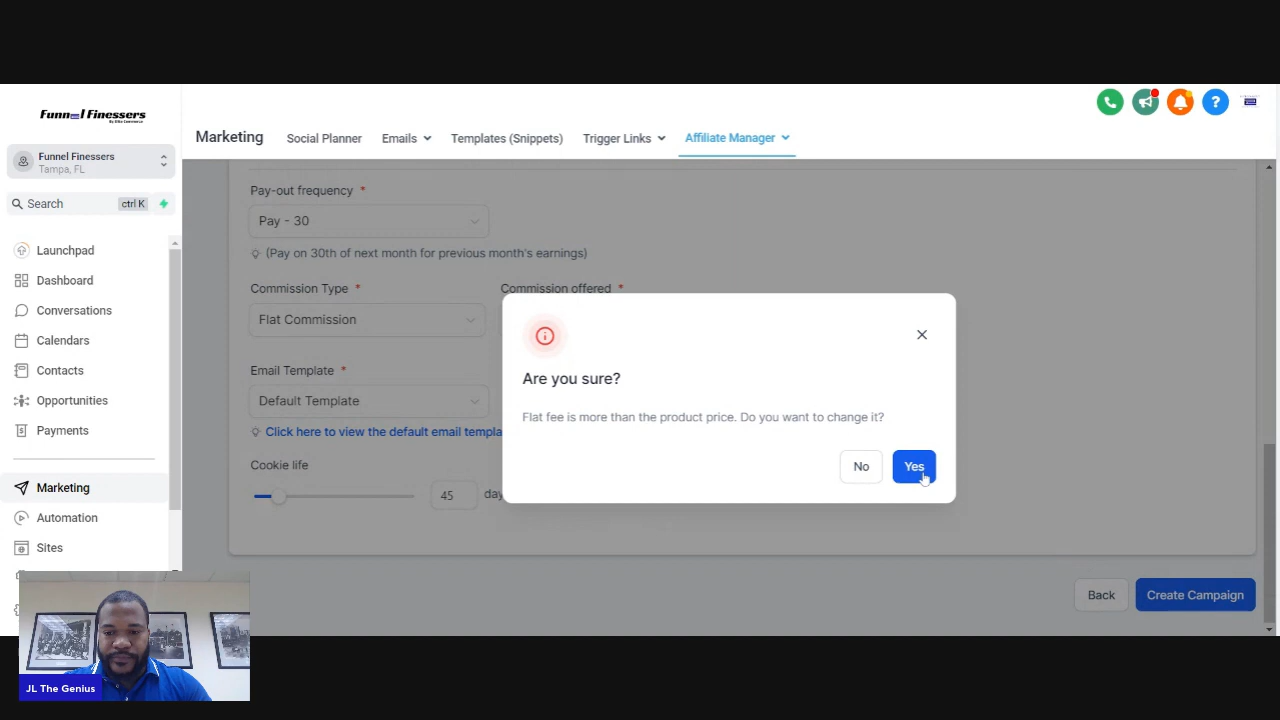 Funnel Finessers
Funnel Finessers
Tampa, FL
Search ctrl K
Launchpad
Dashboard
Conversations
Calendars
Contacts
Opportunities
Payments
Marketing
Automation
Sites
JL The Genius
Marketing Social Planner Emails Templates (Snippets) Trigger Links Affiliate Manager
Pay-out frequency *
Pay - 30
(Pay on 30th of next month for previous month's earnings)
Commission Type * Commission offered *
Flat Commission
Email Template *
Default Template
Click here to view the default email templa
Cookie life
45 day
Are you sure?
Flat fee is more than the product price. Do you want to change it?
No Yes
Back Create Campaign